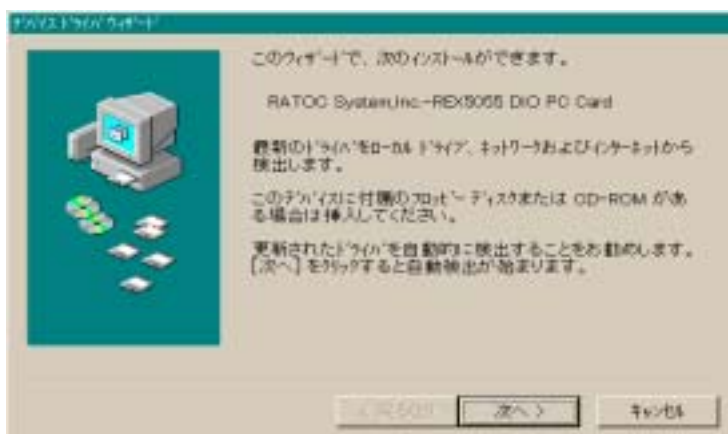 ﾃﾞﾊﾞｲｽ ﾄﾞﾗｲﾊﾞ ｳｨｻﾞｰﾄﾞ
このｳｨｻﾞｰﾄﾞで、次のｲﾝｽﾄｰﾙができます。
RATOC System,Inc.-REX5055 DIO PC Card
最新のﾄﾞﾗｲﾊﾞをﾛｰｶﾙ ﾄﾞﾗｲﾌﾞ、ﾈｯﾄﾜｰｸおよびｲﾝﾀｰﾈｯﾄから
検出します。
このﾃﾞﾊﾞｲｽに付属のﾌﾛｯﾋﾟｰ ﾃﾞｨｽｸまたは CD-ROM があ
る場合は挿入してください。
更新されたﾄﾞﾗｲﾊﾞを自動的に検出することをお勧めします。
[次へ] をｸﾘｯｸすると自動検出が始まります。
< 戻る(B)
次へ >
ｷｬﾝｾﾙ